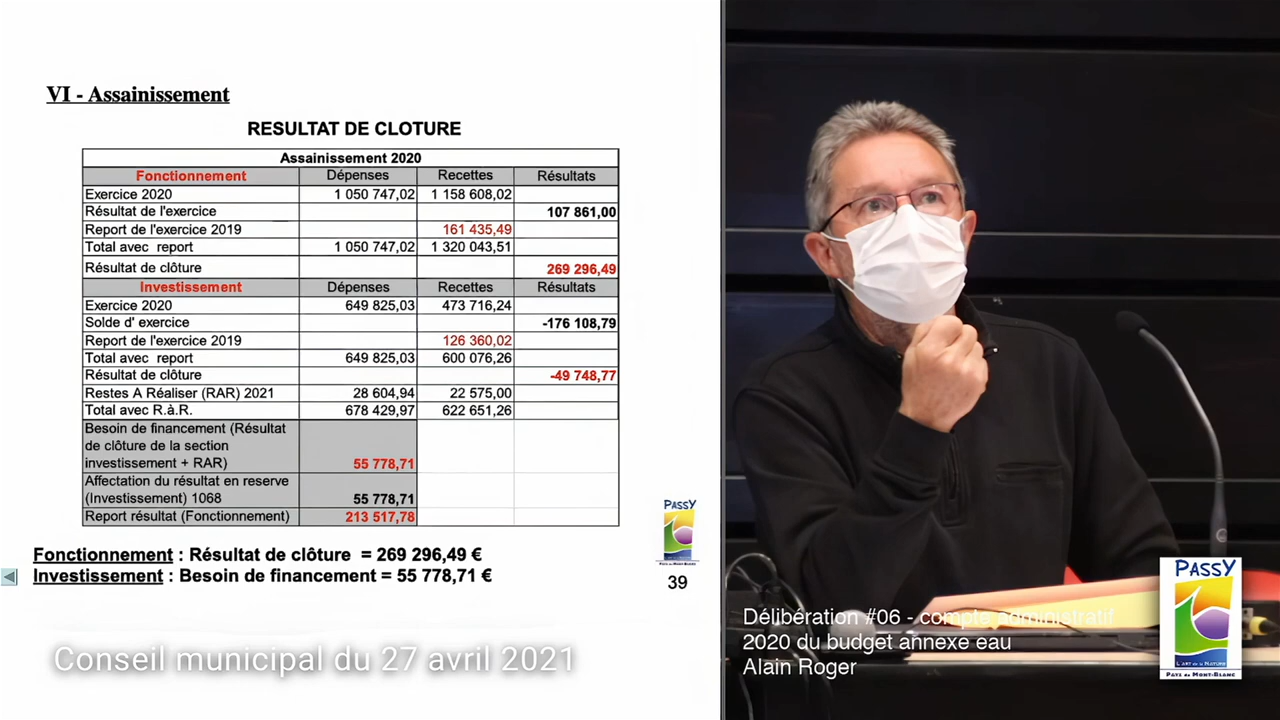 VI - Assainissement
RESULTAT DE CLOTURE
Assainissement 2020
Fonctionnement Dépenses Recettes Résultats
Exercice 2020 1 050 747,02 1 158 608,02
Résultat de l'exercice 107 861,00
Report de l'exercice 2019 161 435,49
Total avec report 1 050 747,02 1 320 043,51
Résultat de clôture 269 296,49
Investissement Dépenses Recettes Résultats
Exercice 2020 649 825,03 473 716,24
Solde d' exercice -176 108,79
Report de l'exercice 2019 126 360,02
Total avec report 649 825,03 600 076,26
Résultat de clôture -49 748,77
Restes A Réaliser (RAR) 2021 28 604,94 22 575,00
Total avec R.à.R. 678 429,97 622 651,26
Besoin de financement (Résultat
de clôture de la section
investissement + RAR) 55 778,71
Affectation du résultat en reserve
(Investissement) 1068 55 778,71
Report résultat (Fonctionnement) 213 517,78
Fonctionnement : Résultat de clôture = 269 296,49 €
Investissement : Besoin de financement = 55 778,71 €
PASSY
39
Conseil municipal du 27 avril 2021
Délibération #06 - compte administratif
2020 du budget annexe eau
Alain Roger
PASSY
L'ART DE LA NATURE
PAYS DU MONT-BLANC